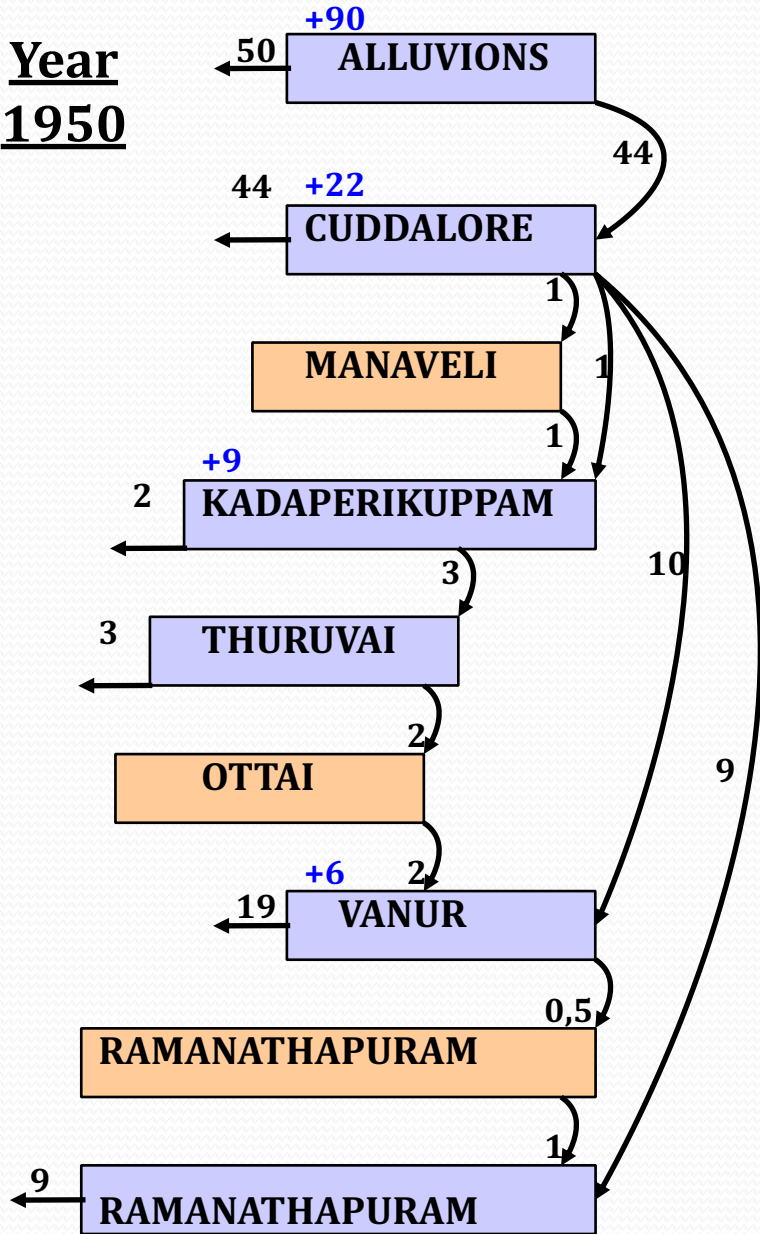 +90
Year
1950
50
ALLUVIONS
44
44
+22
CUDDALORE
1
MANAVELI
1
1
+9
2
KADAPERIKUPPAM
10
3
3
THURUVAI
2
OTTAI
9
+6
2
19
VANUR
0,5
RAMANATHAPURAM
1
9
RAMANATHAPURAM